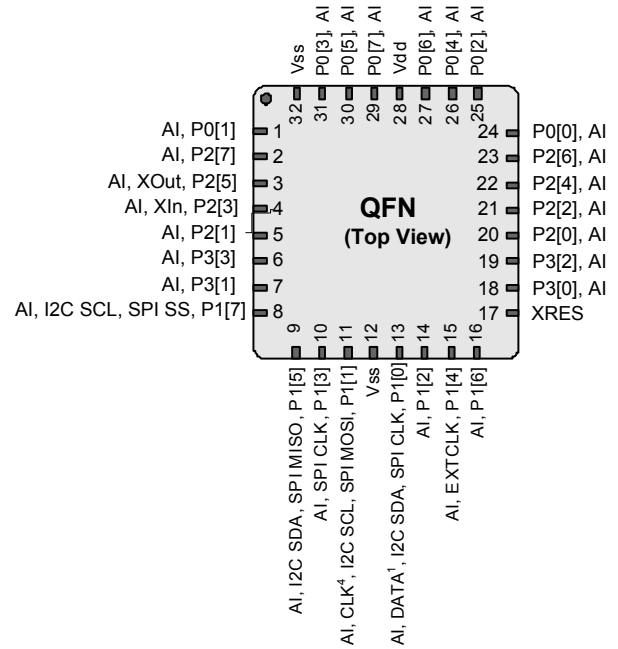 Vss
P0[3], AI
P0[5], AI
P0[7], AI
Vdd
P0[6], AI
P0[4], AI
P0[2], AI
32
31
30
29
28
27
26
25
AI, P0[1]
1
AI, P2[7]
2
AI, XOut, P2[5]
3
AI, XIn, P2[3]
4
AI, P2[1]
5
AI, P3[3]
6
AI, P3[1]
7
AI, I2C SCL, SPI SS, P1[7]
8
QFN
(Top View)
24
P0[0], AI
23
P2[6], AI
22
P2[4], AI
21
P2[2], AI
20
P2[0], AI
19
P3[2], AI
18
P3[0], AI
17
XRES
9
10
11
12
13
14
15
16
AI, I2C SDA, SPI MISO, P1[5]
AI, SPI CLK, P1[3]
AI, CLK⁴, I2C SCL, SPI MOSI, P1[1]
Vss
AI, DATA¹, I2C SDA, SPI CLK, P1[0]
AI, P1[2]
AI, EXTCLK, P1[4]
AI, P1[6]